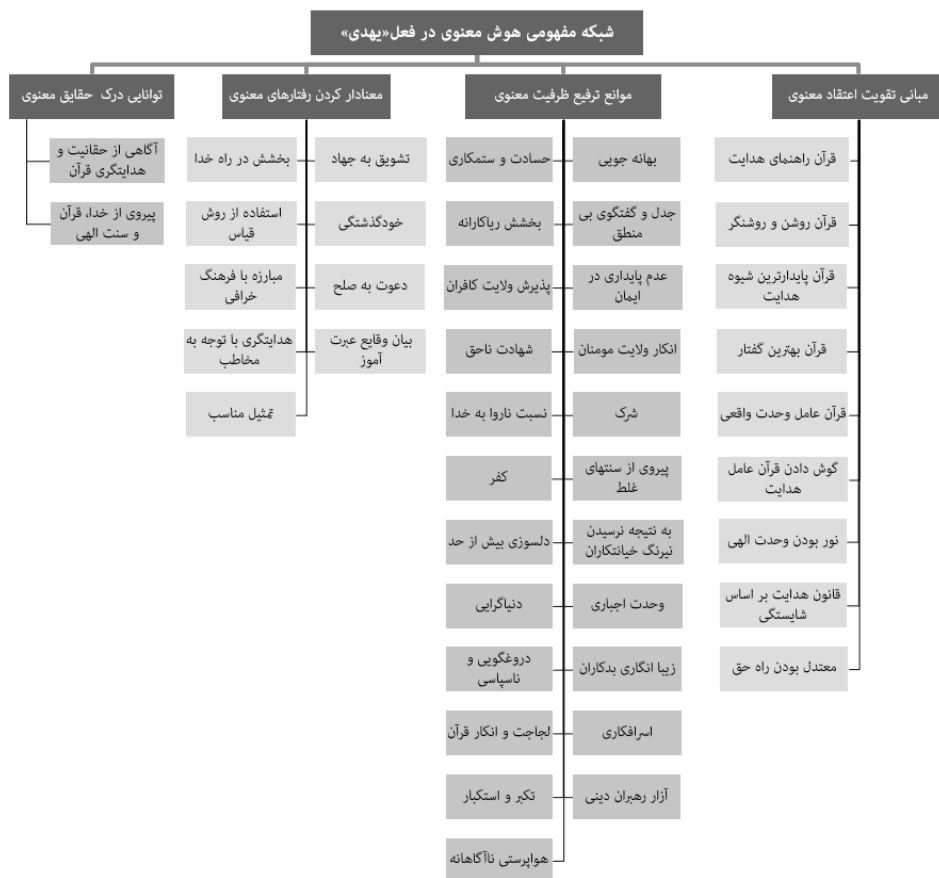 شبکه مفهومی هوش معنوی در فعل«یهدی»
مبانی تقویت اعتقاد معنوی
قرآن راهنمای هدایت
قرآن روشن و روشنگر
قرآن پایدارترین شیوه
هدایت
قرآن بهترین گفتار
قرآن عامل وحدت واقعی
گوش دادن قرآن عامل
هدایت
نور بودن وحدت الهی
قانون هدایت بر اساس
شایستگی
معتدل بودن راه حق
موانع ترفیع ظرفیت معنوی
بهانه جویی
حسادت و ستمکاری
جدل و گفتگوی بی
منطق
بخشش ریاکارانه
عدم پایداری در
ایمان
پذیرش ولایت کافران
انکار ولایت مومنان
شهادت ناحق
شرک
نسبت ناروا به خدا
پیروی از سنتهای
غلط
کفر
به نتیجه نرسیدن
نیرنگ خیانتکاران
دلسوزی بیش از حد
وحدت اجباری
دنیاگرایی
زیبا انگاری بدکاران
دروغگویی و
ناسپاسی
اسرافکاری
لجاجت و انکار قرآن
آزار رهبران دینی
تکبر و استکبار
هواپرستی ناآگاهانه
معنادار کردن رفتارهای معنوی
تشویق به جهاد
بخشش در راه خدا
خودگذشتگی
استفاده از روش
قیاس
دعوت به صلح
مبارزه با فرهنگ
خرافی
بیان وقایع عبرت
آموز
هدایتگری با توجه به
مخاطب
تمثیل مناسب
توانایی درک حقایق معنوی
آگاهی از حقانیت و
هدایتگری قرآن
پیروی از خدا، قرآن
و سنت الهی